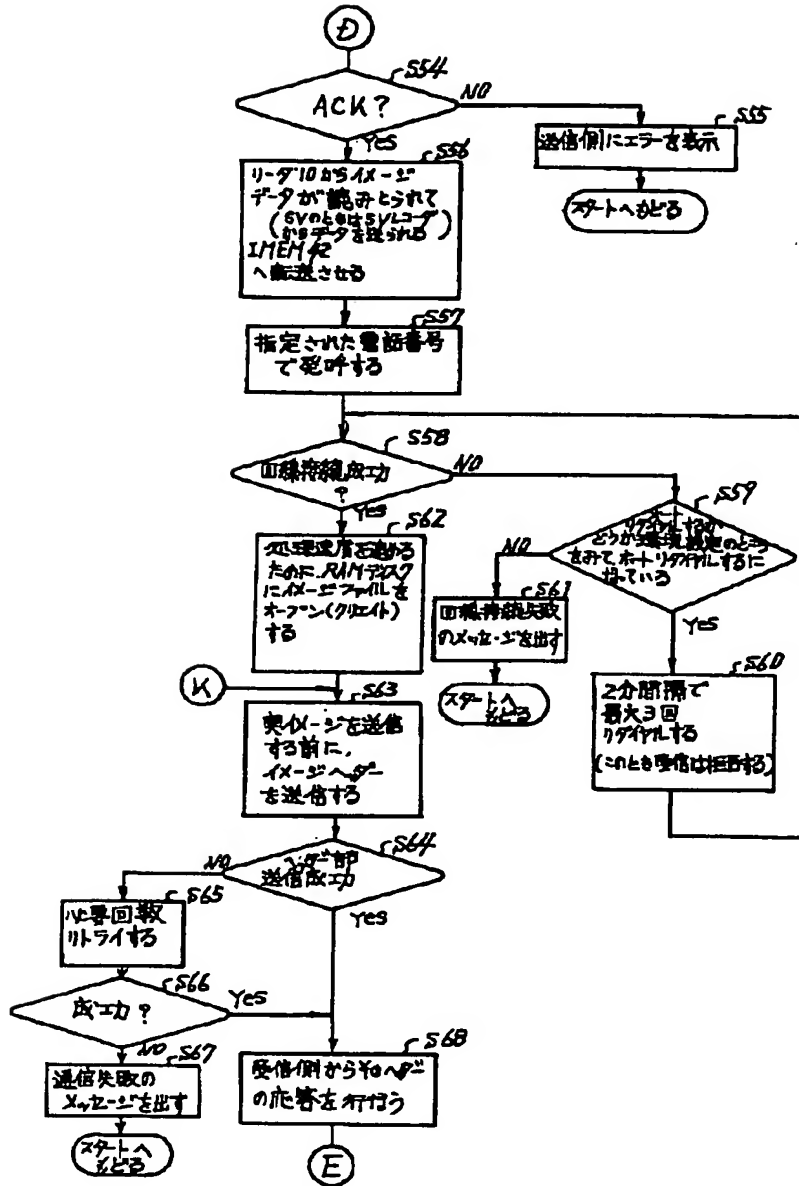 D
S54
ACK?
NO
YES
S55
送信側にエラーを表示
スタートへもどる
S56
リーダ10からイメージ
データが読みとられて
(SVのときはSVレコーダ
からデータを送られる)
IMEM42
へ転送させる
S57
指定された電話番号
で発呼する
S58
回線接続成功
?
NO
YES
S59
オート
リダイヤルするか
どうか環境設定のところ
をみてオートリダイヤルするに
なっている
NO
YES
S62
処理速度を速める
ために、RAMディスク
にイメージファイルを
オープン(クリエイト)
する
S61
回線接続失敗
のメッセージを出す
スタートへ
もどる
S60
2分間隔で
最大3回
リダイヤルする
(このとき受信は拒否する)
K
S63
実イメージを送信
する前に、
イメージヘッダー
を送信する
S64
ヘッダー部
送信成功
NO
YES
S65
必要回数
リトライする
S66
成功?
YES
NO
S67
通信失敗の
メッセージを出す
スタートへ
もどる
S68
受信側からそのヘッダー
の応答を行なう
E